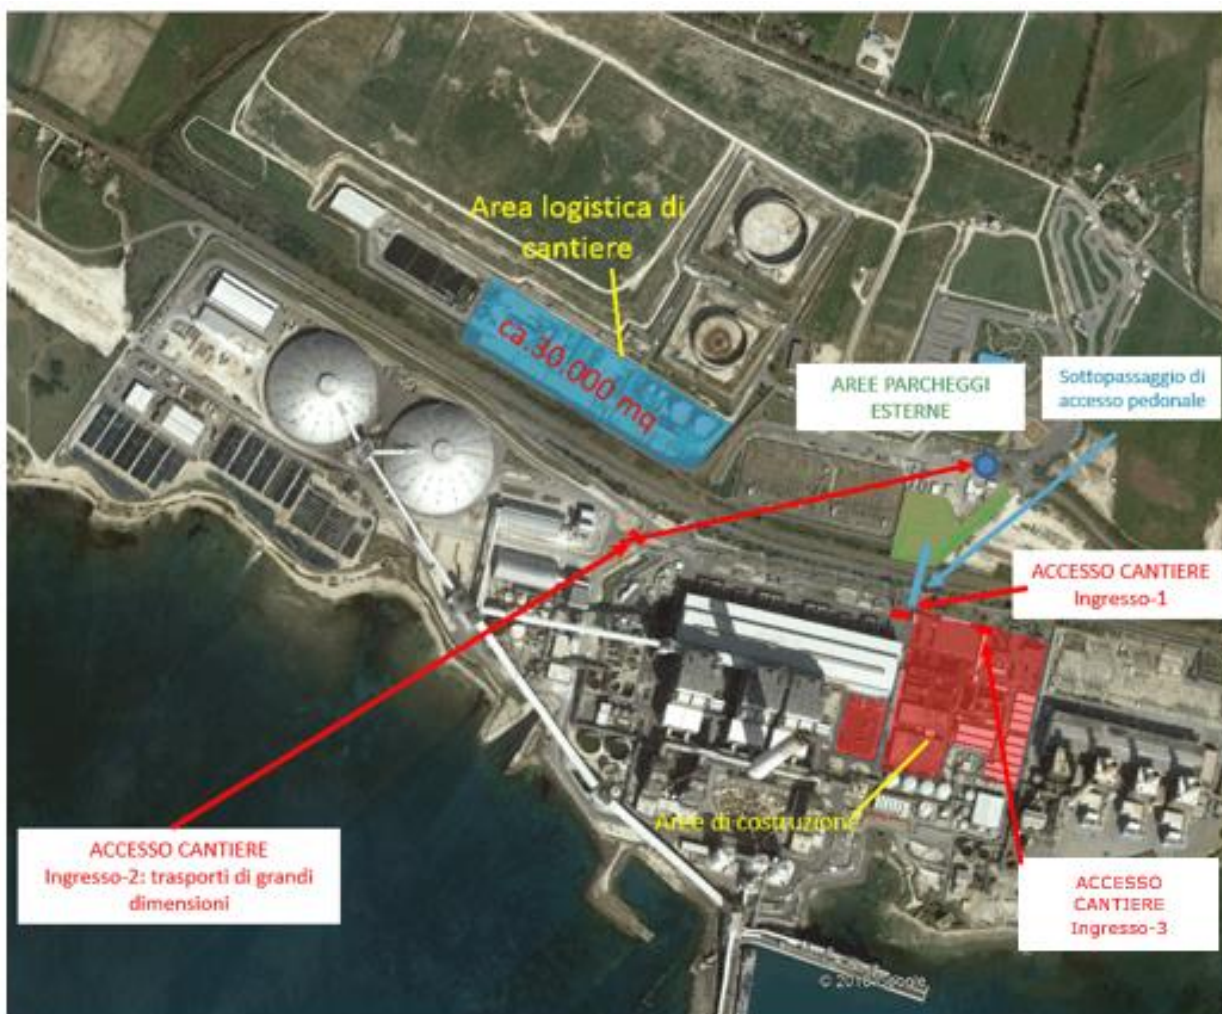 Area logistica di
cantiere
ca.30.000 mq
AREE PARCHEGGI
ESTERNE
Sottopassaggio di
accesso pedonale
ACCESSO CANTIERE
Ingresso-1
Aree di costruzione
ACCESSO CANTIERE
Ingresso-2: trasporti di grandi
dimensioni
ACCESSO
CANTIERE
Ingresso-3
© 2016 Google